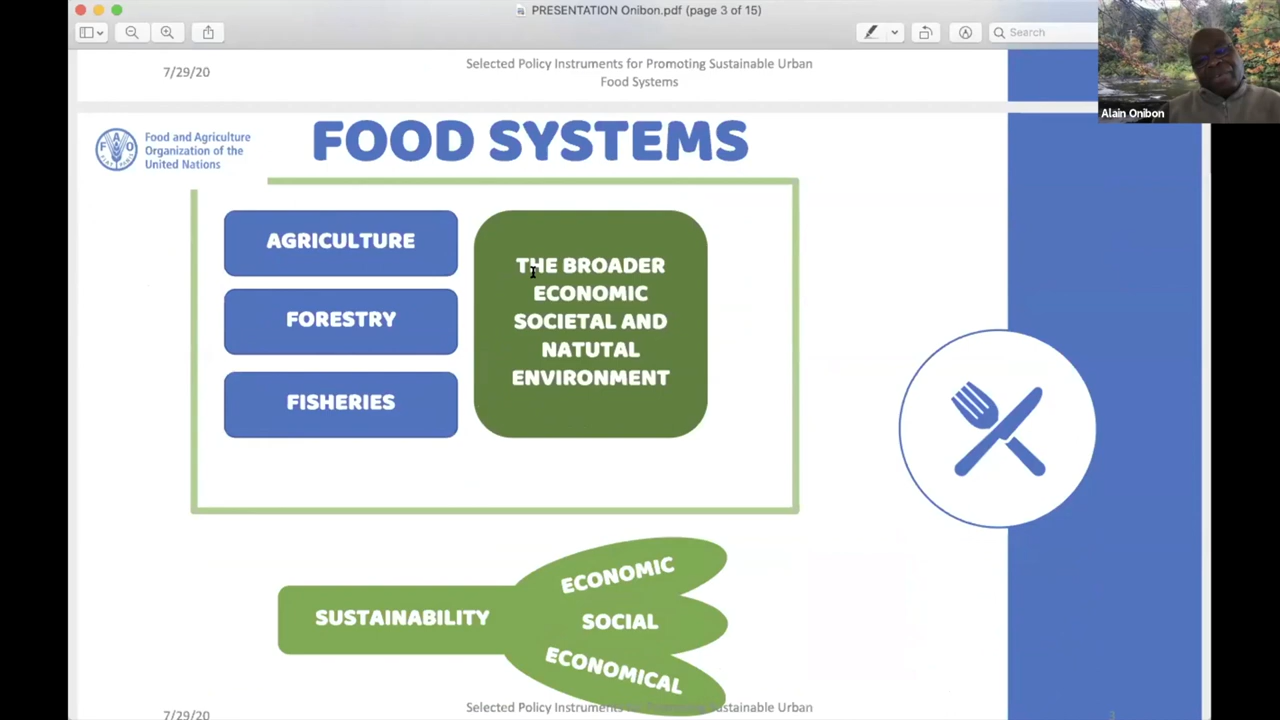 PRESENTATION Onibon.pdf (page 3 of 15)
Search
Alain Onibon
7/29/20
Selected Policy Instruments for Promoting Sustainable Urban
Food Systems
Food and Agriculture
Organization of the
United Nations
FAO
FOOD SYSTEMS
AGRICULTURE
FORESTRY
FISHERIES
THE BROADER
ECONOMIC
SOCIETAL AND
NATUTAL
ENVIRONMENT
SUSTAINABILITY
ECONOMIC
SOCIAL
ECONOMICAL
7/29/20
Selected Policy Instruments for Promoting Sustainable Urban
3